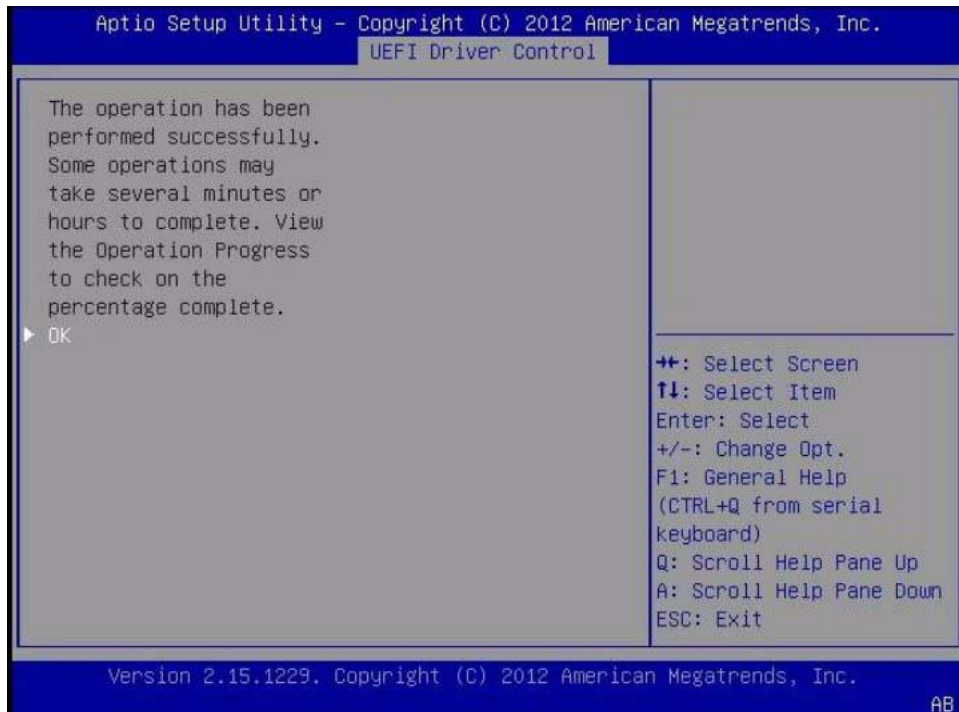 Aptio Setup Utility – Copyright (C) 2012 American Megatrends, Inc.
UEFI Driver Control
The operation has been
performed successfully.
Some operations may
take several minutes or
hours to complete. View
the Operation Progress
to check on the
percentage complete.
▶ OK
→←: Select Screen
↑↓: Select Item
Enter: Select
+/-: Change Opt.
F1: General Help
(CTRL+Q from serial
keyboard)
Q: Scroll Help Pane Up
A: Scroll Help Pane Down
ESC: Exit
Version 2.15.1229. Copyright (C) 2012 American Megatrends, Inc.
AB